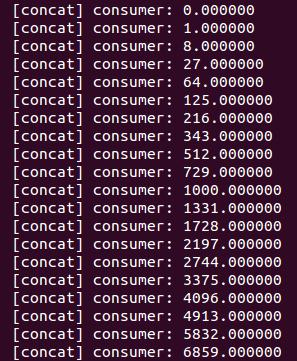 [concat] consumer: 0.000000
[concat] consumer: 1.000000
[concat] consumer: 8.000000
[concat] consumer: 27.000000
[concat] consumer: 64.000000
[concat] consumer: 125.000000
[concat] consumer: 216.000000
[concat] consumer: 343.000000
[concat] consumer: 512.000000
[concat] consumer: 729.000000
[concat] consumer: 1000.000000
[concat] consumer: 1331.000000
[concat] consumer: 1728.000000
[concat] consumer: 2197.000000
[concat] consumer: 2744.000000
[concat] consumer: 3375.000000
[concat] consumer: 4096.000000
[concat] consumer: 4913.000000
[concat] consumer: 5832.000000
[concat] consumer: 6859.000000